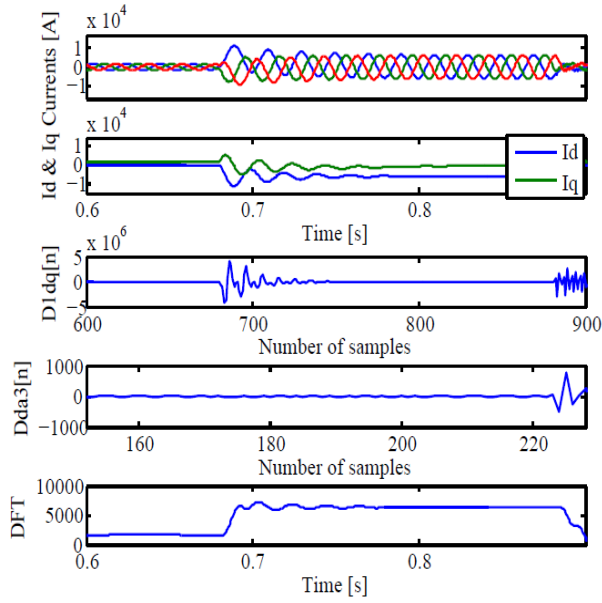 x 10^4
Currents [A]
1
0
−1
x 10^4
Id & Iq
1
0
−1
Id
Iq
0.6
0.7
0.8
Time [s]
x 10^6
D1dq[n]
5
0
−5
600
700
800
900
Number of samples
Dda3[n]
1000
0
−1000
160
180
200
220
Number of samples
DFT
10000
5000
0
0.6
0.7
0.8
Time [s]